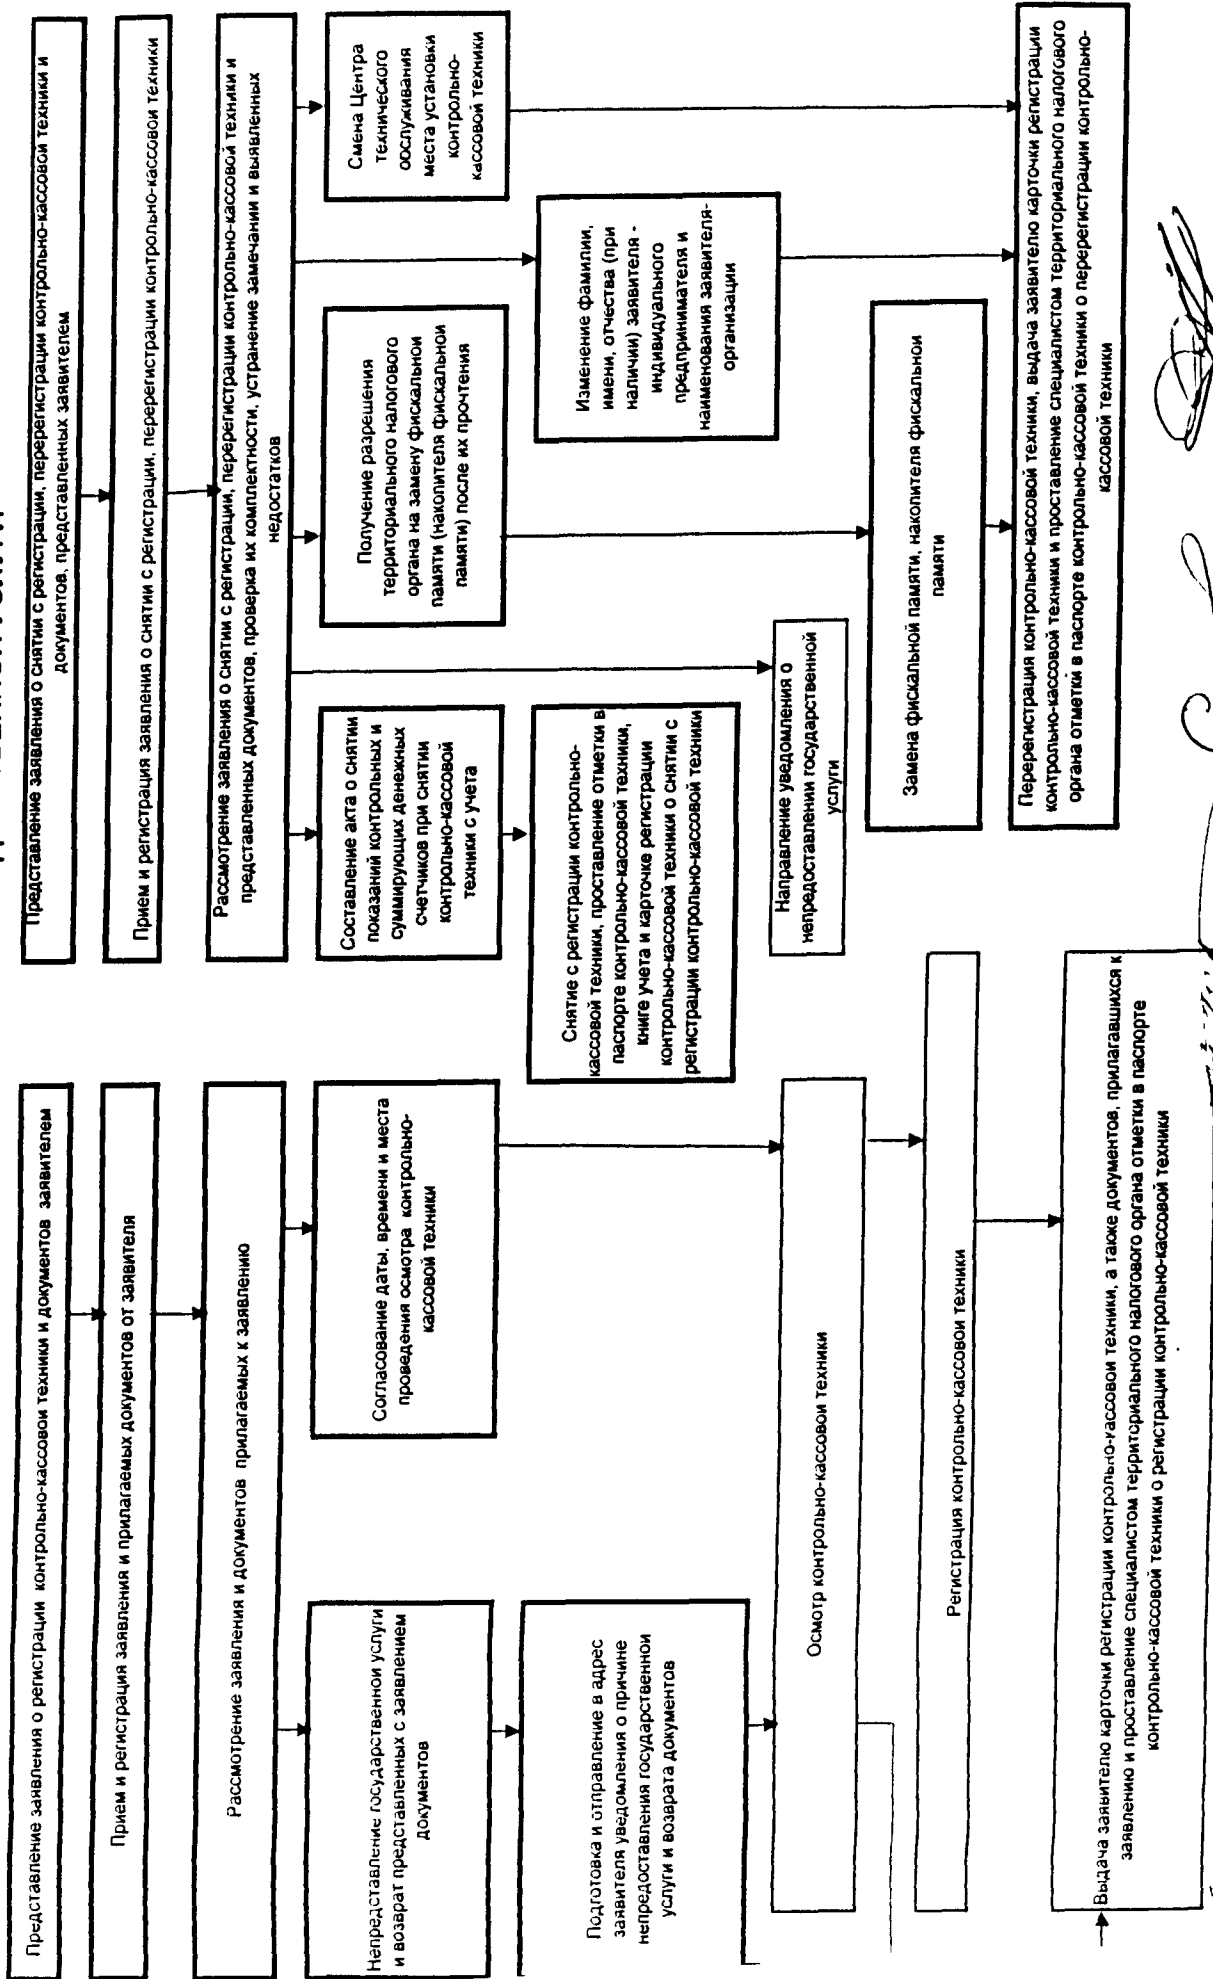 Представление заявления о регистрации контрольно-кассовой техники и документов заявителем
Прием и регистрация заявления и прилагаемых документов от заявителя
Рассмотрение заявления и документов прилагаемых к заявлению
Непредставление государственной услуги
и возврат представленных с заявлением
документов
Согласование даты, времени и места
проведения осмотра контрольно-
кассовой техники
Подготовка и отправление в адрес
заявителя уведомления о причине
непредоставления государственной
услуги и возврата документов
Осмотр контрольно-кассовой техники
Регистрация контрольно-кассовой техники
Выдача заявителю карточки регистрации контрольно-кассовой техники, а также документов, прилагавшихся к
заявлению и проставление специалистом территориального налогового органа отметки в паспорте
контрольно-кассовой техники о регистрации контрольно-кассовой техники
Представление заявления о снятии с регистрации, перерегистрации контрольно-кассовой техники и
документов, представленных заявителем
Прием и регистрация заявления о снятии с регистрации, перерегистрации контрольно-кассовой техники
Рассмотрение заявления о снятии с регистрации, перерегистрации контрольно-кассовой техники и
представленных документов, проверка их комплектности, устранение замечаний и выявленных
недостатков
Составление акта о снятии
показаний контрольных и
суммирующих денежных
счетчиков при снятии
контрольно-кассовой
техники с учета
Получение разрешения
территориального налогового
органа на замену фискальной
памяти (накопителя фискальной
памяти) после их прочтения
Смена Центра
технического
обслуживания
места установки
контрольно-
кассовой техники
Снятие с регистрации контрольно-
кассовой техники, проставление отметки в
паспорте контрольно-кассовой техники,
книге учета и карточке регистрации
контрольно-кассовой техники о снятии с
регистрации контрольно-кассовой техники
Изменение фамилии,
имени, отчества (при
наличии) заявителя -
индивидуального
предпринимателя и
наименования заявителя-
организации
Направление уведомления о
непредоставлении государственной
услуги
Замена фискальной памяти, накопителя фискальной
памяти
Перерегистрация контрольно-кассовой техники, выдача заявителю карточки регистрации
контрольно-кассовой техники и проставление специалистом территориального налогового
органа отметки в паспорте контрольно-кассовой техники о перерегистрации контрольно-
кассовой техники